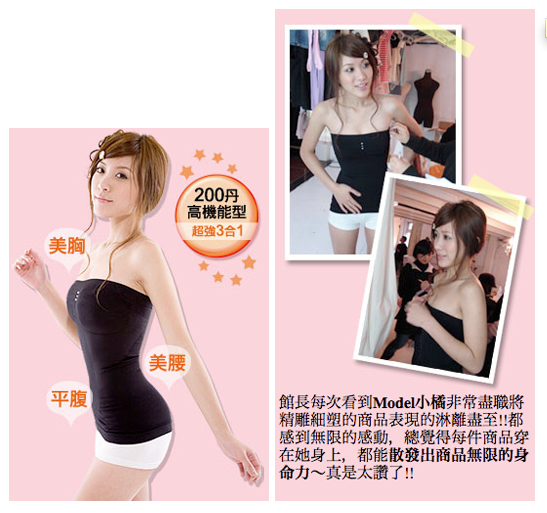 200丹
高機能型
超強3合1
美胸
美腰
平腹
館長每次看到Model小橘非常盡職將
精雕細塑的商品表現的淋離盡至!!都
感到無限的感動，總覺得每件商品穿
在她身上，都能散發出商品無限的身
命力～真是太讚了!!